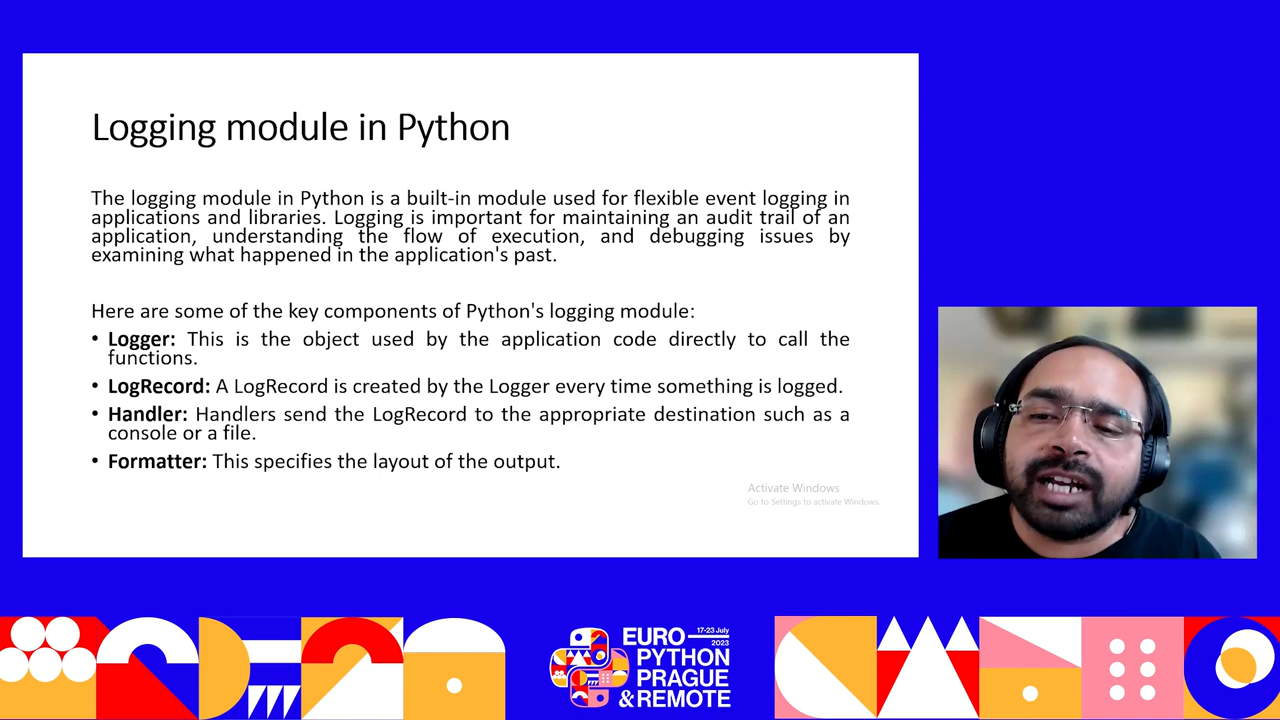 Logging module in Python
The logging module in Python is a built-in module used for flexible event logging in
applications and libraries. Logging is important for maintaining an audit trail of an
application, understanding the flow of execution, and debugging issues by
examining what happened in the application's past.
Here are some of the key components of Python's logging module:
• Logger: This is the object used by the application code directly to call the
functions.
• LogRecord: A LogRecord is created by the Logger every time something is logged.
• Handler: Handlers send the LogRecord to the appropriate destination such as a
console or a file.
• Formatter: This specifies the layout of the output.
Activate Windows
Go to Settings to activate Windows.
EURO
17-23 July
2023
PYTHON
PRAGUE
&REMOTE